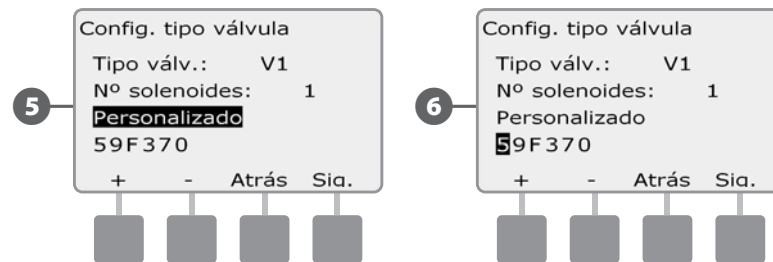 5
Config. tipo válvula
Tipo válv.: V1
Nº solenoides: 1
Personalizado
59F370
+ - Atrás Sig.
6
Config. tipo válvula
Tipo válv.: V1
Nº solenoides: 1
Personalizado
59F370
+ - Atrás Sig.